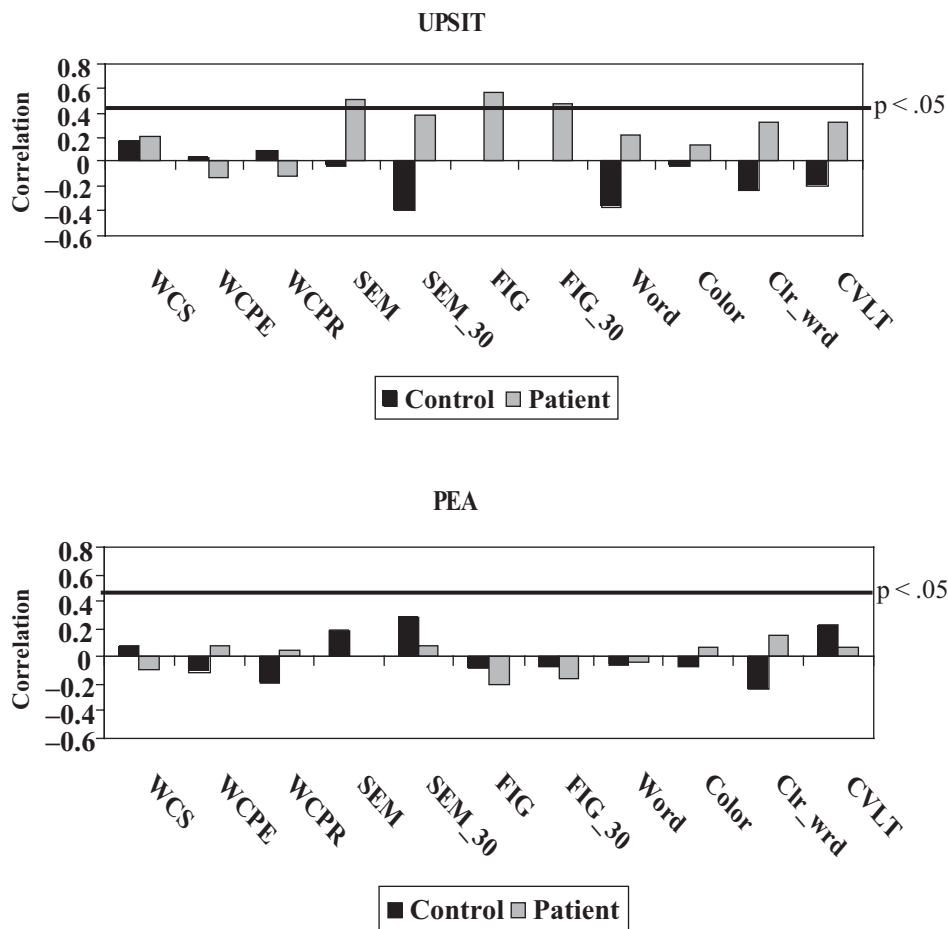 UPSIT
Correlation
0.8
0.6
0.4
0.2
0
–0.2
–0.4
–0.6
p < .05
WCS
WCPE
WCPR
SEM
SEM_30
FIG
FIG_30
Word
Color
Clr_wrd
CVLT
Control Patient
PEA
Correlation
0.8
0.6
0.4
0.2
0
–0.2
–0.4
–0.6
p < .05
WCS
WCPE
WCPR
SEM
SEM_30
FIG
FIG_30
Word
Color
Clr_wrd
CVLT
Control Patient